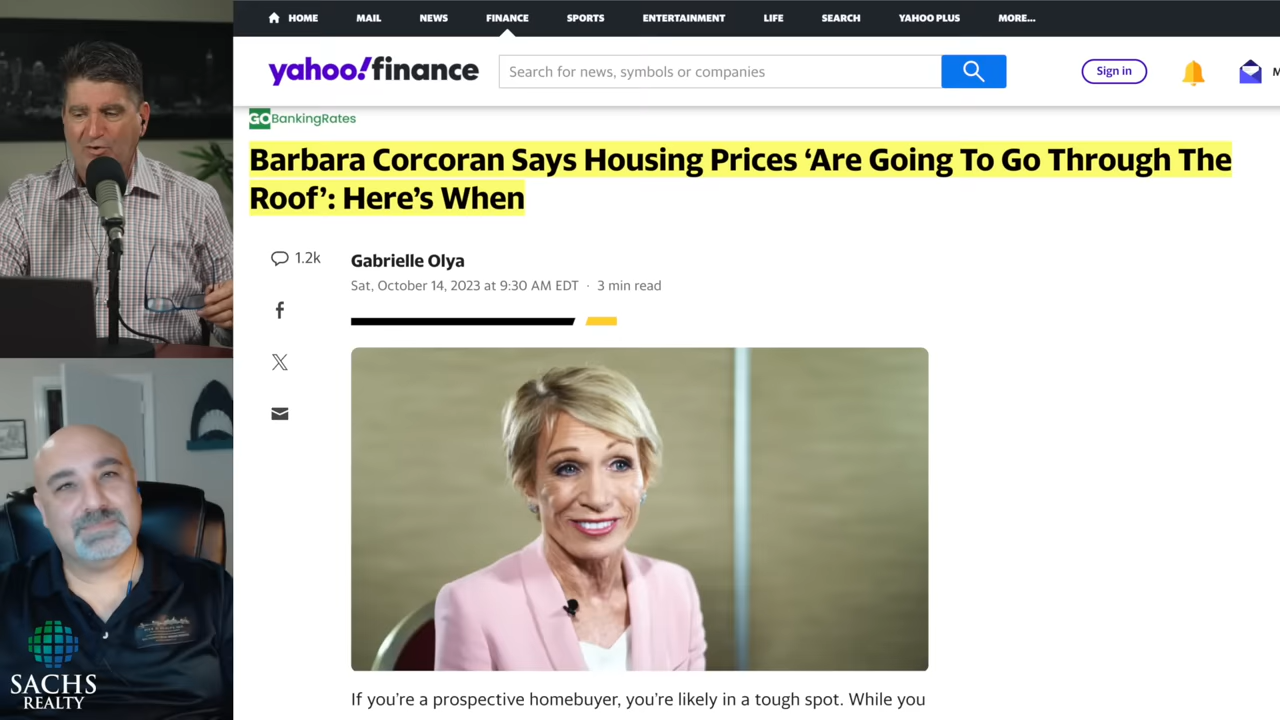 HOME MAIL NEWS FINANCE SPORTS ENTERTAINMENT LIFE SEARCH YAHOO PLUS MORE...
yahoo!finance Search for news, symbols or companies Sign in M
GOBankingRates
Barbara Corcoran Says Housing Prices ‘Are Going To Go Through The
Roof’: Here’s When
1.2k Gabrielle Olya
Sat, October 14, 2023 at 9:30 AM EDT · 3 min read
If you’re a prospective homebuyer, you’re likely in a tough spot. While you
SACHS
REALTY